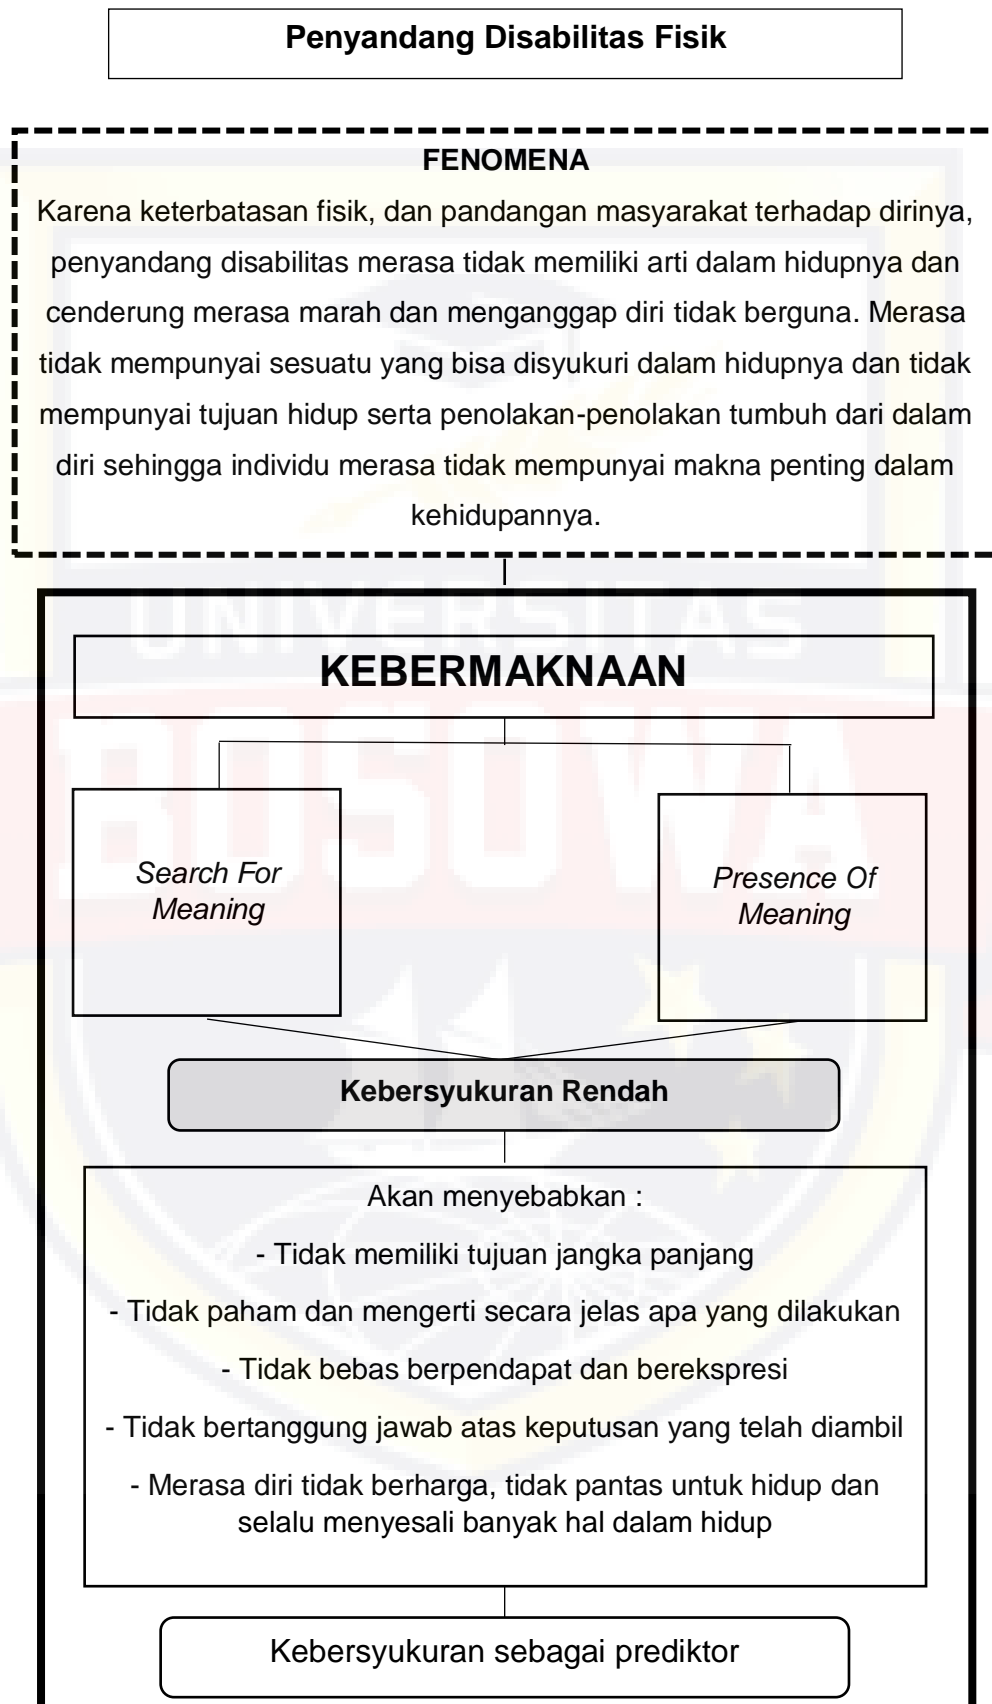 Penyandang Disabilitas Fisik
FENOMENA
Karena keterbatasan fisik, dan pandangan masyarakat terhadap dirinya,
penyandang disabilitas merasa tidak memiliki arti dalam hidupnya dan
cenderung merasa marah dan menganggap diri tidak berguna. Merasa
tidak mempunyai sesuatu yang bisa disyukuri dalam hidupnya dan tidak
mempunyai tujuan hidup serta penolakan-penolakan tumbuh dari dalam
diri sehingga individu merasa tidak mempunyai makna penting dalam
kehidupannya.
UNIVERSITAS
KEBERMAKNAAN
BOSOWA
Search For
Meaning
Presence Of
Meaning
Kebersyukuran Rendah
Akan menyebabkan :
- Tidak memiliki tujuan jangka panjang
- Tidak paham dan mengerti secara jelas apa yang dilakukan
- Tidak bebas berpendapat dan berekspresi
- Tidak bertanggung jawab atas keputusan yang telah diambil
- Merasa diri tidak berharga, tidak pantas untuk hidup dan
selalu menyesali banyak hal dalam hidup
Kebersyukuran sebagai prediktor